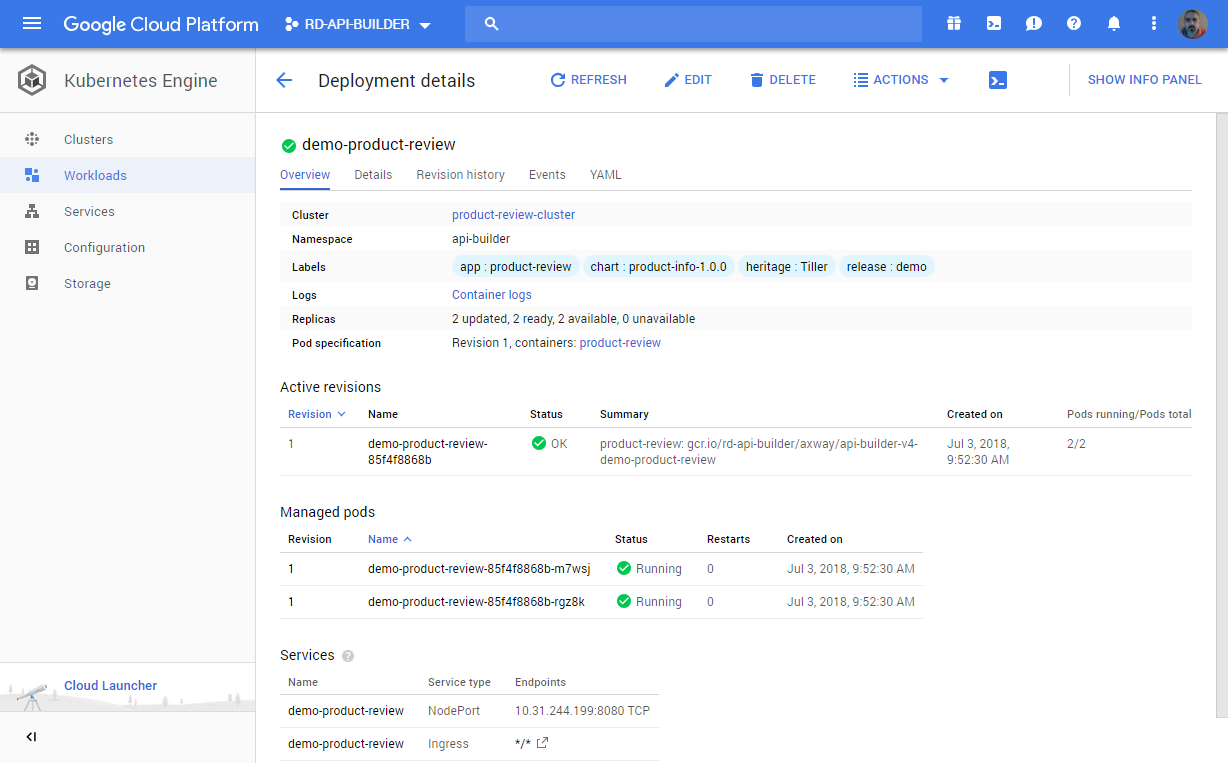 Google Cloud Platform RD-API-BUILDER
Kubernetes Engine
Deployment details REFRESH EDIT DELETE ACTIONS SHOW INFO PANEL
Clusters
Workloads
Services
Configuration
Storage
Cloud Launcher
demo-product-review
Overview Details Revision history Events YAML
Cluster product-review-cluster
Namespace api-builder
Labels app : product-review chart : product-info-1.0.0 heritage : Tiller release : demo
Logs Container logs
Replicas 2 updated, 2 ready, 2 available, 0 unavailable
Pod specification Revision 1, containers: product-review
Active revisions
Revision Name Status Summary Created on Pods running/Pods total
1 demo-product-review- OK product-review: gcr.io/rd-api-builder/axway/api-builder-v4- Jul 3, 2018, 2/2
85f4f8868b demo-product-review 9:52:30 AM
Managed pods
Revision Name Status Restarts Created on
1 demo-product-review-85f4f8868b-m7wsj Running 0 Jul 3, 2018, 9:52:30 AM
1 demo-product-review-85f4f8868b-rgz8k Running 0 Jul 3, 2018, 9:52:30 AM
Services
Name Service type Endpoints
demo-product-review NodePort 10.31.244.199:8080 TCP
demo-product-review Ingress */*